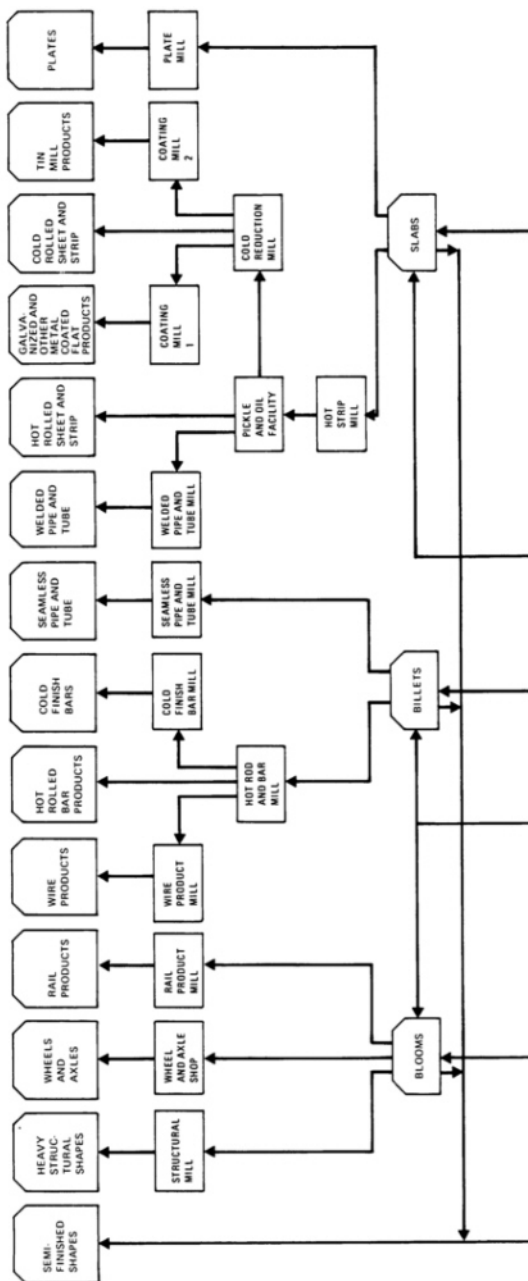 SEMI-
FINISHED
SHAPES
HEAVY
STRUC-
TURAL
SHAPES
WHEELS
AND
AXLES
RAIL
PRODUCTS
WIRE
PRODUCTS
HOT
ROLLED
BAR
PRODUCTS
COLD
FINISH
BARS
SEAMLESS
PIPE AND
TUBE
WELDED
PIPE AND
TUBE
HOT
ROLLED
SHEET AND
STRIP
GALVA-
NIZED AND
OTHER
METAL
COATED
FLAT
PRODUCTS
COLD
ROLLED
SHEET AND
STRIP
TIN
MILL
PRODUCTS
PLATES
STRUCTURAL
MILL
WHEEL
AND AXLE
SHOP
RAIL
PRODUCT
MILL
WIRE
PRODUCT
MILL
COLD
FINISH
BAR MILL
SEAMLESS
PIPE AND
TUBE MILL
WELDED
PIPE AND
TUBE MILL
COATING
MILL
1
COATING
MILL
2
PLATE
MILL
HOT ROD
AND BAR
MILL
PICKLE
AND OIL
FACILITY
COLD
REDUCTION
MILL
HOT
STRIP
MILL
BLOOMS
BILLETS
SLABS